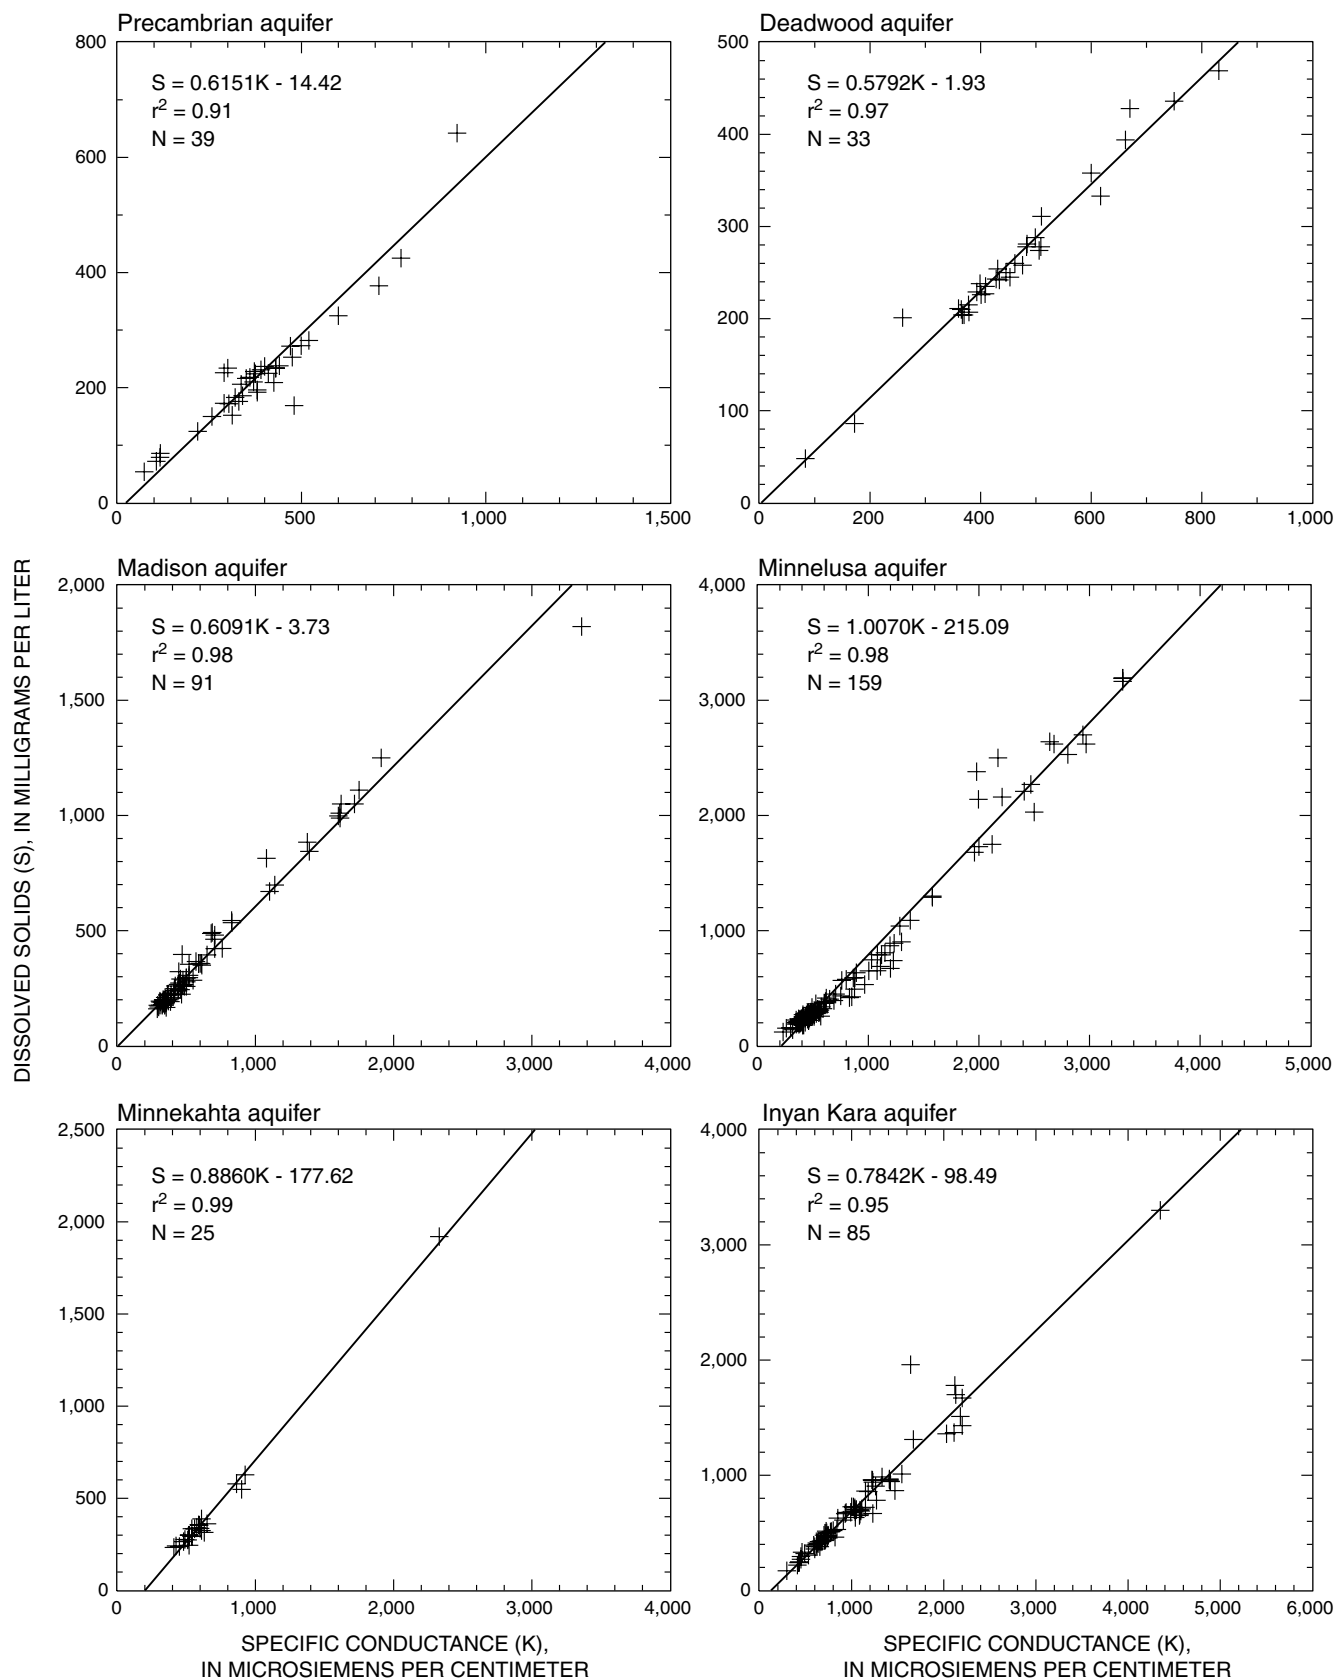 Precambrian aquifer
800
600
400
200
0
S = 0.6151K - 14.42
r² = 0.91
N = 39
0 500 1,000 1,500
Deadwood aquifer
500
400
300
200
100
0
S = 0.5792K - 1.93
r² = 0.97
N = 33
0 200 400 600 800 1,000
DISSOLVED SOLIDS (S), IN MILLIGRAMS PER LITER
Madison aquifer
2,000
1,500
1,000
500
0
S = 0.6091K - 3.73
r² = 0.98
N = 91
0 1,000 2,000 3,000 4,000
Minnelusa aquifer
4,000
3,000
2,000
1,000
0
S = 1.0070K - 215.09
r² = 0.98
N = 159
0 1,000 2,000 3,000 4,000 5,000
Minnekahta aquifer
2,500
2,000
1,500
1,000
500
0
S = 0.8860K - 177.62
r² = 0.99
N = 25
0 1,000 2,000 3,000 4,000
SPECIFIC CONDUCTANCE (K),
IN MICROSIEMENS PER CENTIMETER
Inyan Kara aquifer
4,000
3,000
2,000
1,000
0
S = 0.7842K - 98.49
r² = 0.95
N = 85
0 1,000 2,000 3,000 4,000 5,000 6,000
SPECIFIC CONDUCTANCE (K),
IN MICROSIEMENS PER CENTIMETER